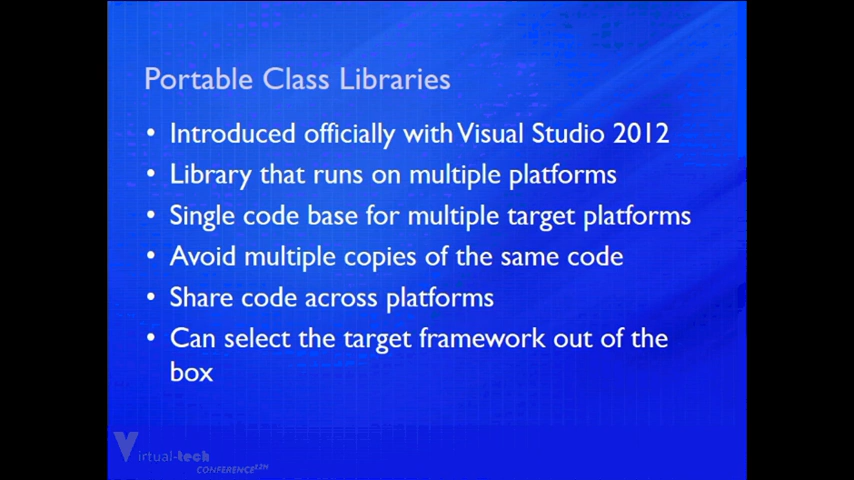 Portable Class Libraries
• Introduced officially with Visual Studio 2012
• Library that runs on multiple platforms
• Single code base for multiple target platforms
• Avoid multiple copies of the same code
• Share code across platforms
• Can select the target framework out of the
box
Virtual-tech
CONFERENCE